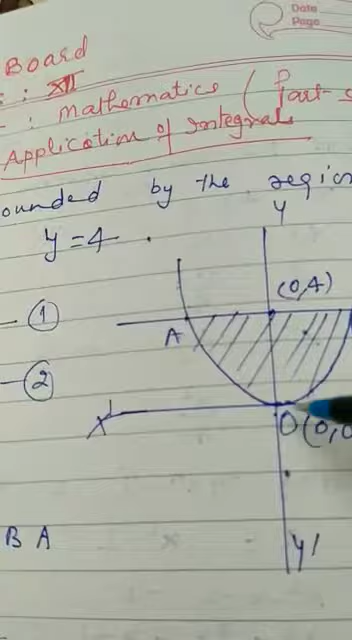 Date
Page
Board
: XII
: Mathematics ( Part-
Application of Integrals
ounded by the region
Y
y = 4 .
(0,4)
- ①
A
- ②
X'
O(0,0
B A
Y'